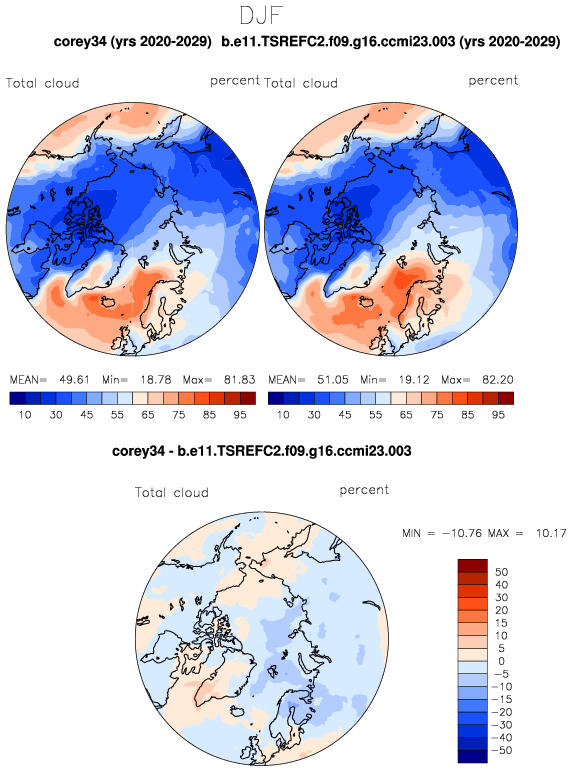 DJF
corey34 (yrs 2020-2029) b.e11.TSREFC2.f09.g16.ccmi23.003 (yrs 2020-2029)
Total cloud percent Total cloud percent
MEAN= 49.61 Min= 18.78 Max= 81.83 MEAN= 51.05 Min= 19.12 Max= 82.20
10 30 45 55 65 75 85 95 10 30 45 55 65 75 85 95
corey34 - b.e11.TSREFC2.f09.g16.ccmi23.003
Total cloud percent
MIN = -10.76 MAX = 10.17
50
40
30
20
15
10
5
0
-5
-10
-15
-20
-30
-40
-50